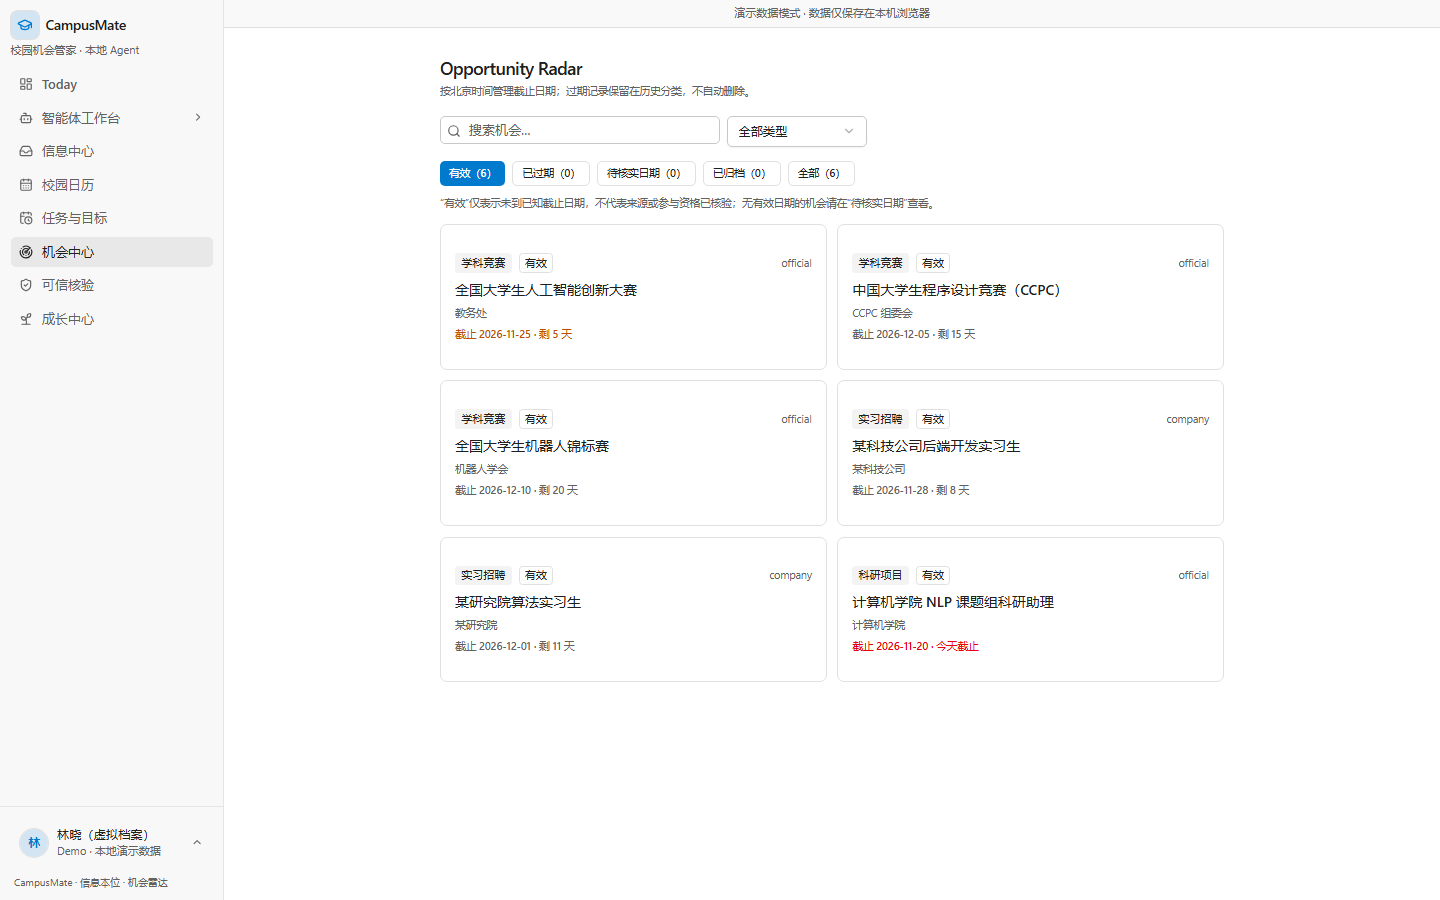 CampusMate
校园机会管家 · 本地 Agent
Today
智能体工作台
信息中心
校园日历
任务与目标
机会中心
可信核验
成长中心
林
林晓（虚拟档案）
Demo · 本地演示数据
CampusMate · 信息本位 · 机会雷达
演示数据模式 · 数据仅保存在本机浏览器
Opportunity Radar
按北京时间管理截止日期；过期记录保留在历史分类，不自动删除。
搜索机会...
全部类型
有效（6）
已过期（0）
待核实日期（0）
已归档（0）
全部（6）
“有效”仅表示未到已知截止日期，不代表来源或参与资格已核验；无有效日期的机会请在“待核实日期”查看。
学科竞赛 有效 official
全国大学生人工智能创新大赛
教务处
截止 2026-11-25 · 剩 5 天
学科竞赛 有效 official
中国大学生程序设计竞赛（CCPC）
CCPC 组委会
截止 2026-12-05 · 剩 15 天
学科竞赛 有效 official
全国大学生机器人锦标赛
机器人学会
截止 2026-12-10 · 剩 20 天
实习招聘 有效 company
某科技公司后端开发实习生
某科技公司
截止 2026-11-28 · 剩 8 天
实习招聘 有效 company
某研究院算法实习生
某研究院
截止 2026-12-01 · 剩 11 天
科研项目 有效 official
计算机学院 NLP 课题组科研助理
计算机学院
截止 2026-11-20 · 今天截止